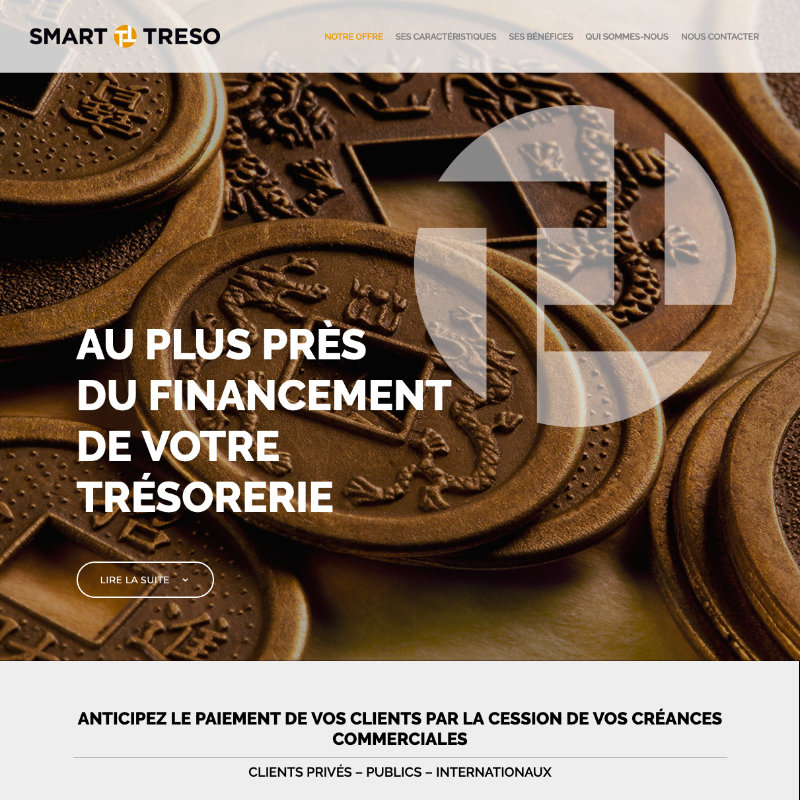 SMART TRESO
NOTRE OFFRE SES CARACTÉRISTIQUES SES BÉNÉFICES QUI SOMMES-NOUS NOUS CONTACTER
AU PLUS PRÈS
DU FINANCEMENT
DE VOTRE
TRÉSORERIE
LIRE LA SUITE
ANTICIPEZ LE PAIEMENT DE VOS CLIENTS PAR LA CESSION DE VOS CRÉANCES
COMMERCIALES
CLIENTS PRIVÉS – PUBLICS – INTERNATIONAUX